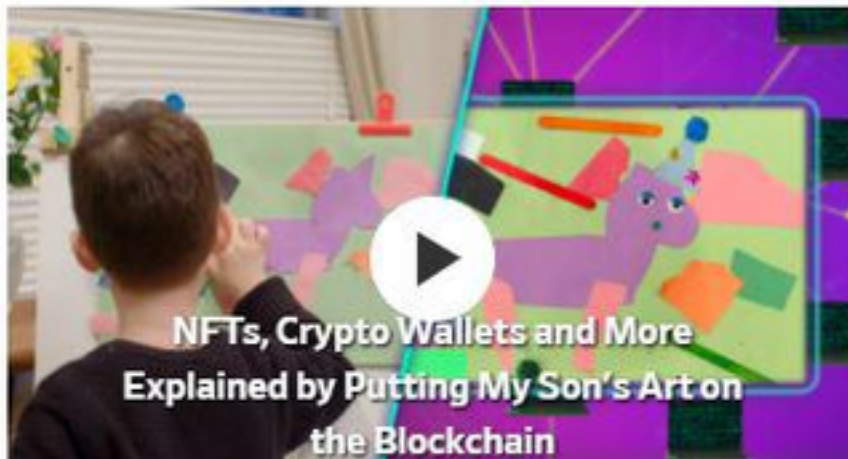 NFTs, Crypto Wallets and More
Explained by Putting My Son's Art on
the Blockchain